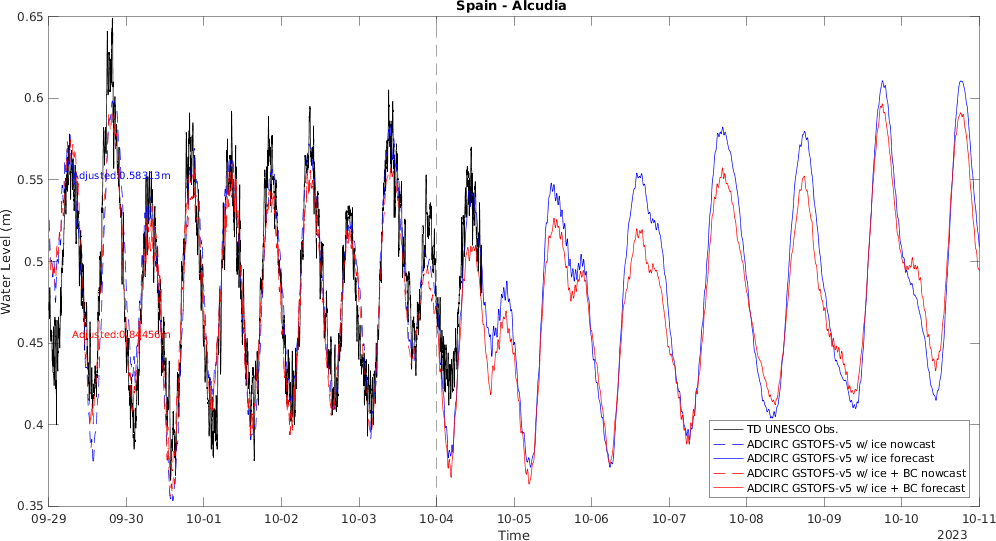 Spain - Alcudia
Water Level (m)
0.65
0.6
0.55
0.5
0.45
0.4
0.35
Adjusted:0.58313m
Adjusted:0.84456m
TD UNESCO Obs.
ADCIRC GSTOFS-v5 w/ ice nowcast
ADCIRC GSTOFS-v5 w/ ice forecast
ADCIRC GSTOFS-v5 w/ ice + BC nowcast
ADCIRC GSTOFS-v5 w/ ice + BC forecast
09-29 09-30 10-01 10-02 10-03 10-04 10-05 10-06 10-07 10-08 10-09 10-10 10-11
Time
2023